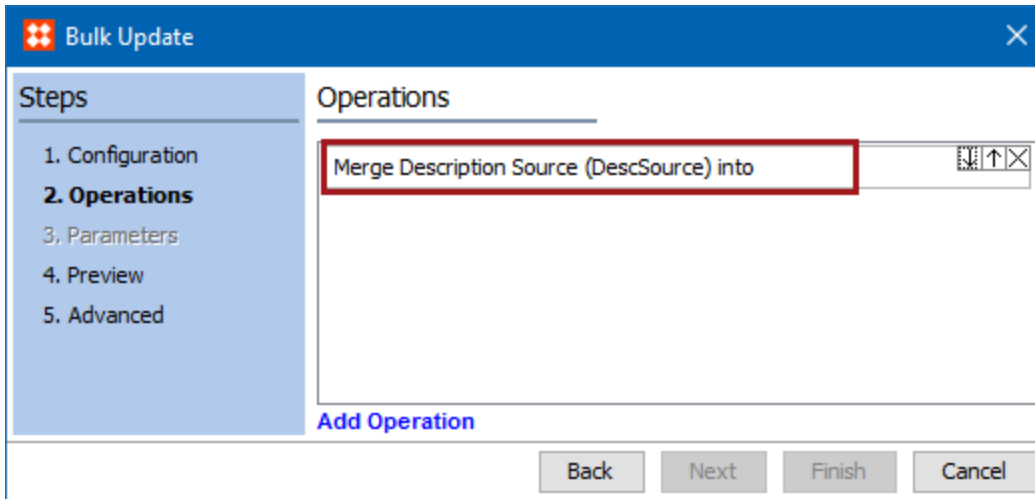 Bulk Update
Steps
1. Configuration
2. Operations
3. Parameters
4. Preview
5. Advanced
Operations
Merge Description Source (DescSource) into
Add Operation
Back
Next
Finish
Cancel